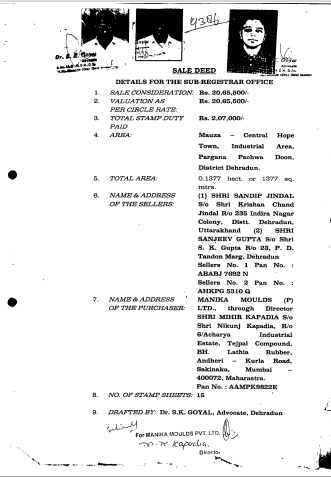 4386
Dr. S. K. Goyal
Advocate
Advocate
SALE DEED
DETAILS FOR THE SUB-REGISTRAR OFFICE
1. SALE CONSIDERATION: Rs. 20,65,500/-
2. VALUATION AS Rs. 20,65,500/-
PER CIRCLE RATE:
3. TOTAL STAMP DUTY Rs. 2,07,000/-
PAID
4. AREA: Mauza – Central Hope
Town, Industrial Area,
Pargana Pachwa Doon,
District Dehradun.
5. TOTAL AREA: 0.1377 hect. or 1377 sq.
mtrs.
6. NAME & ADDRESS (1) SHRI SANDIP JINDAL
OF THE SELLERS: S/o Shri Krishan Chand
Jindal R/o 235 Indira Nagar
Colony, Distt. Dehradun,
Uttarakhand (2) SHRI
SANJEEV GUPTA S/o Shri
S. K. Gupta R/o 23, P. D.
Tandon Marg, Dehradun
Sellers No. 1 Pan No. :
ABABJ 7692 N
Sellers No. 2 Pan No. :
AHKPG 5310 Q
7. NAME & ADDRESS MANIKA MOULDS (P)
OF THE PURCHASER: LTD., through Director
SHRI MIHIR KAPADIA S/o
Shri Nikunj Kapadia, R/o
6/Acharya Industrial
Estate, Tejpal Compound,
BH. Lathia Rubber,
Andheri – Kurla Road,
Sakinaka, Mumbai –
400072, Maharastra.
Pan No. : AAMPK9822E
8. NO. OF STAMP SHEETS: 15
9. DRAFTED BY: Dr. S.K. GOYAL, Advocate, Dehradun
For MANIKA MOULDS PVT. LTD.
Kapadia
Director